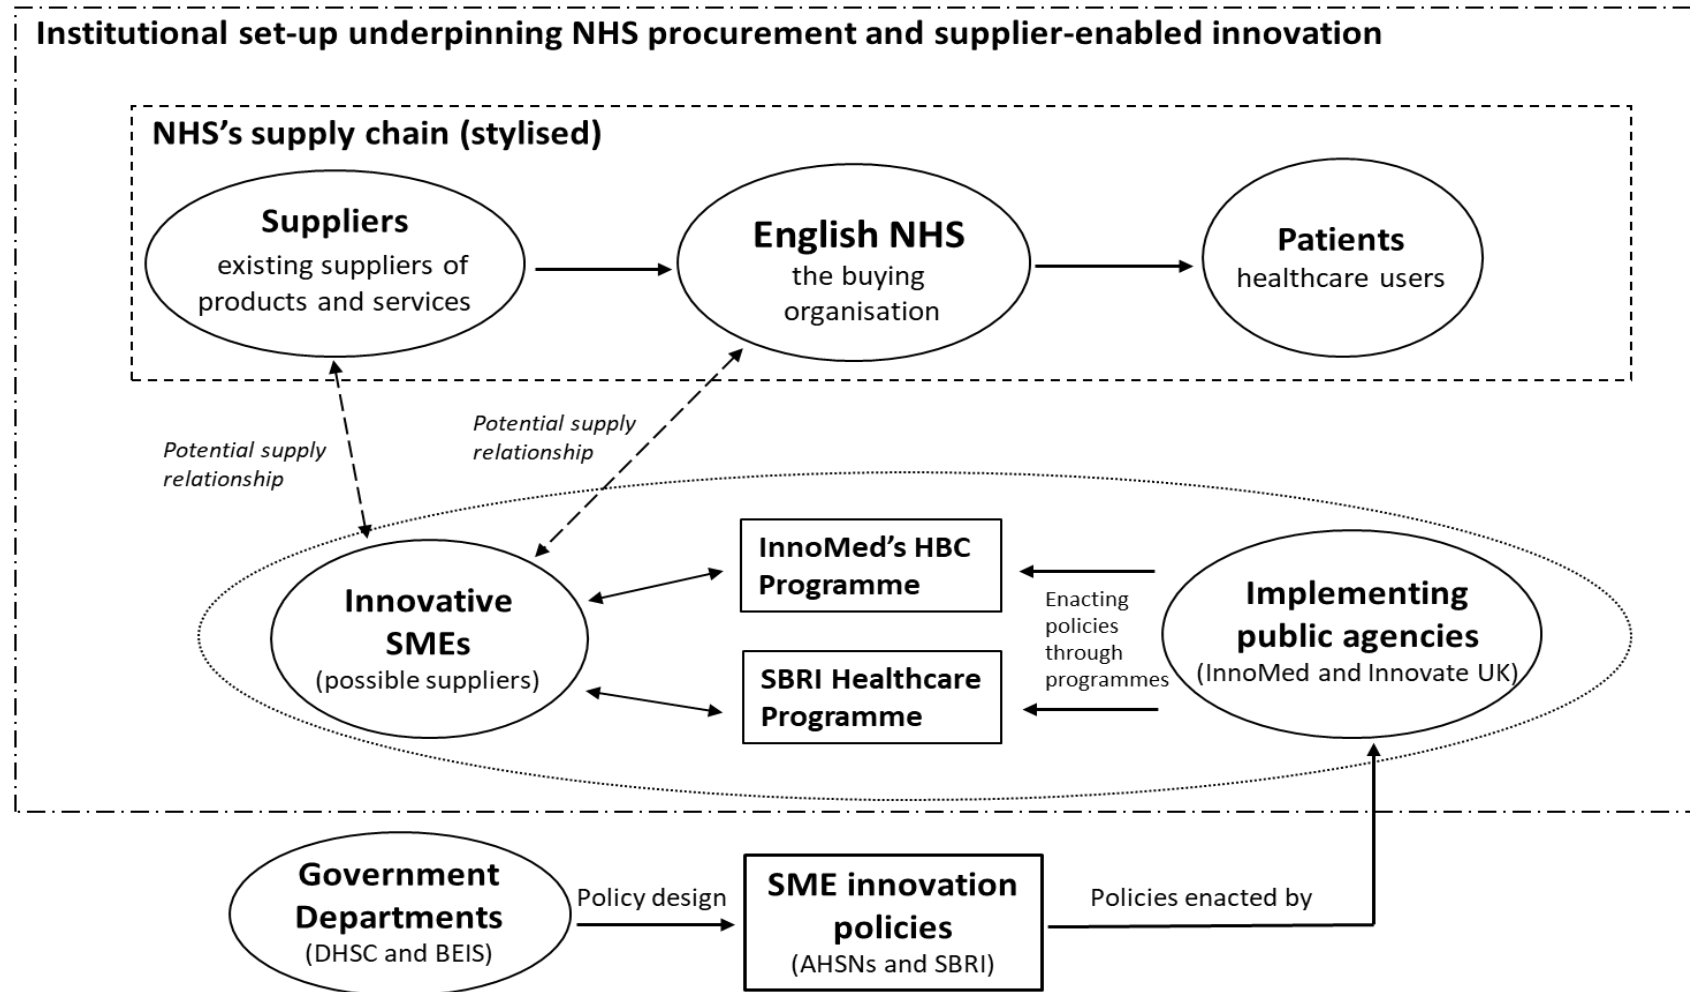 Institutional set-up underpinning NHS procurement and supplier-enabled innovation
NHS's supply chain (stylised)
Suppliers
existing suppliers of
products and services
English NHS
the buying
organisation
Patients
healthcare users
Potential supply
relationship
Potential supply
relationship
Innovative
SMEs
(possible suppliers)
InnoMed's HBC
Programme
SBRI Healthcare
Programme
Enacting
policies
through
programmes
Implementing
public agencies
(InnoMed and Innovate UK)
Government
Departments
(DHSC and BEIS)
Policy design
SME innovation
policies
(AHSNs and SBRI)
Policies enacted by